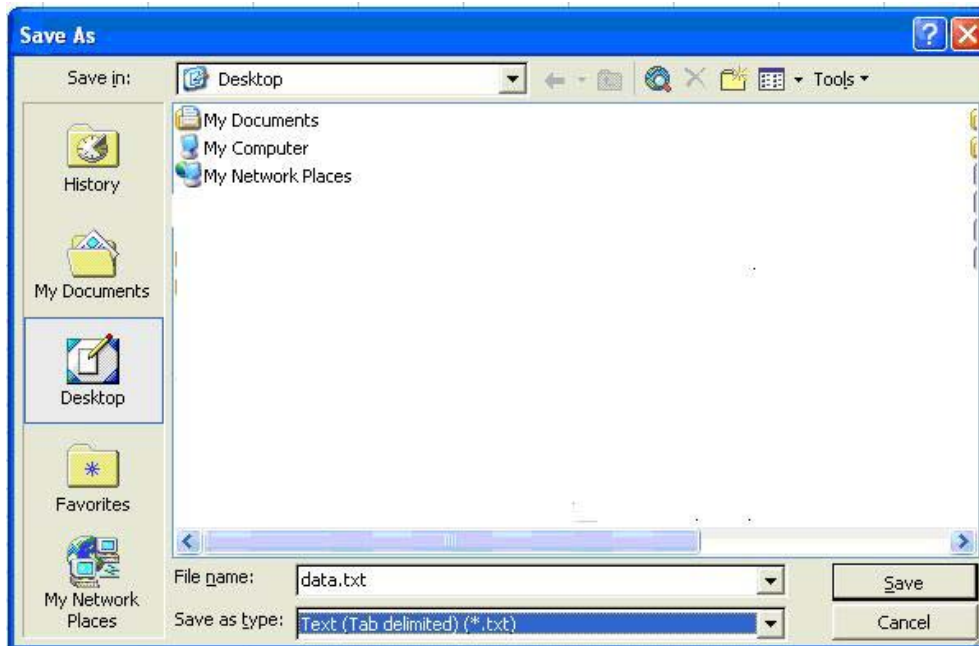 Save As
Save in:
Desktop
Tools
My Documents
My Computer
My Network Places
History
My Documents
Desktop
Favorites
My Network
Places
File name:
data.txt
Save
Save as type:
Text (Tab delimited) (*.txt)
Cancel